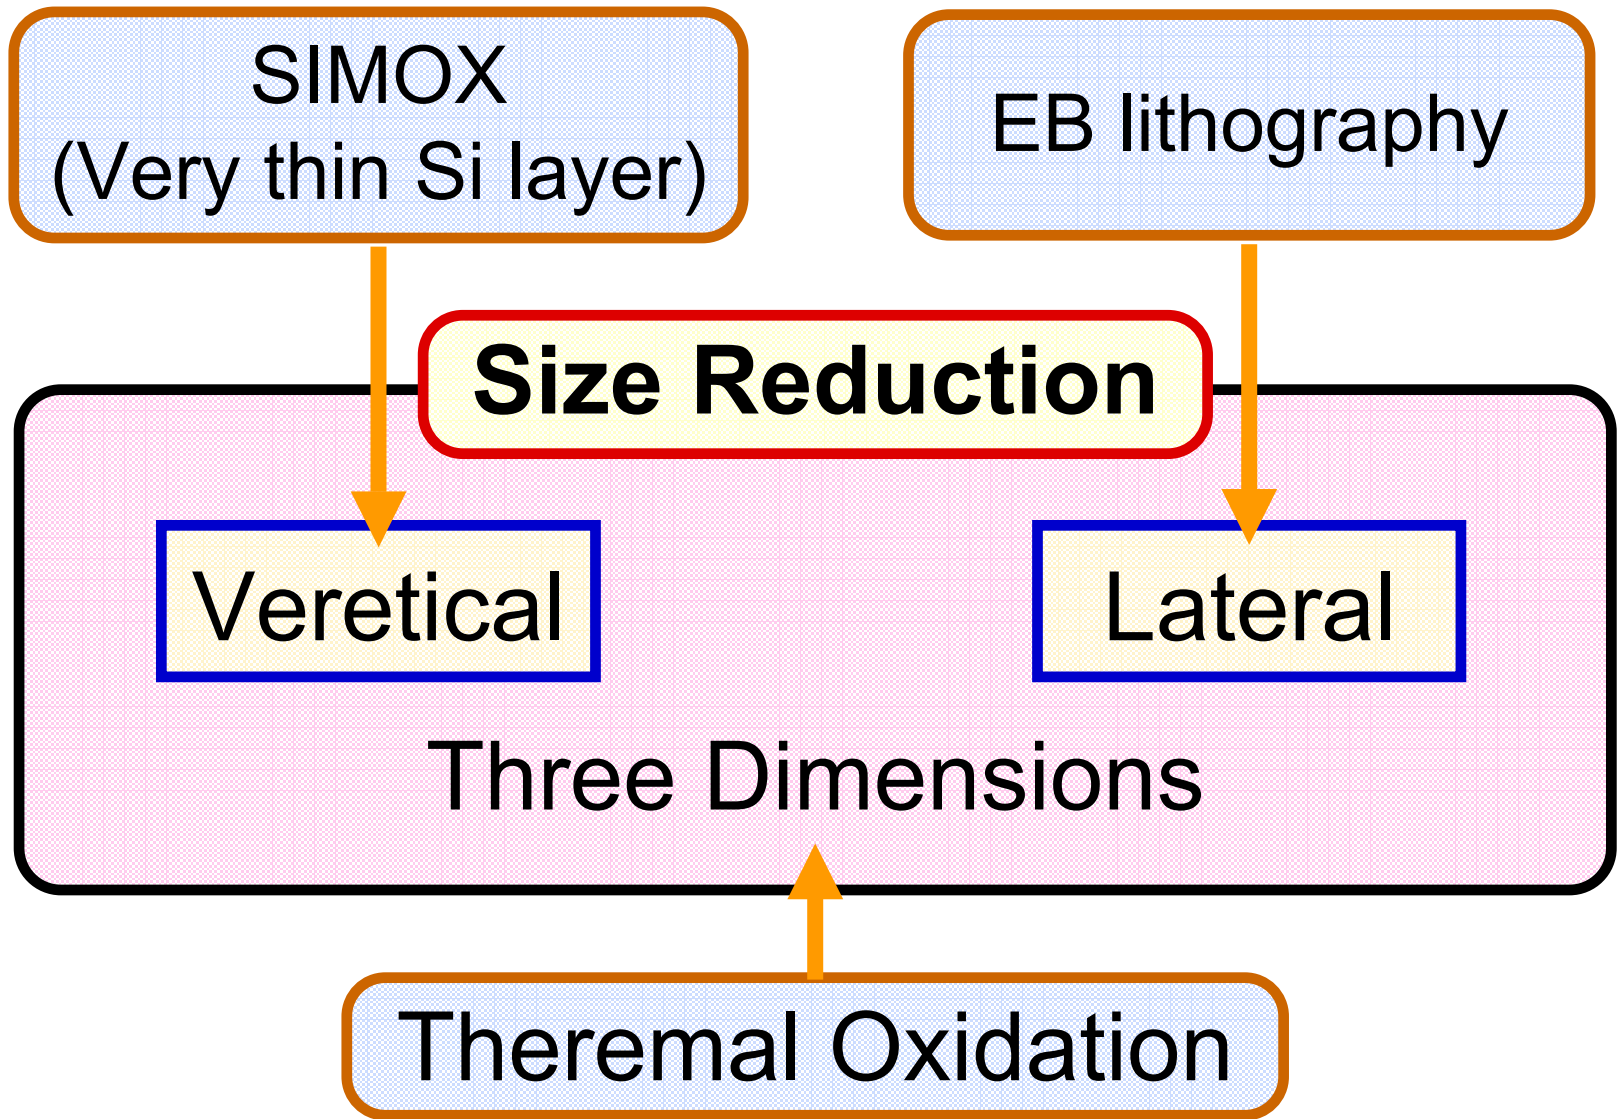 SIMOX
(Very thin Si layer)
EB lithography
Size Reduction
Veretical
Lateral
Three Dimensions
Theremal Oxidation